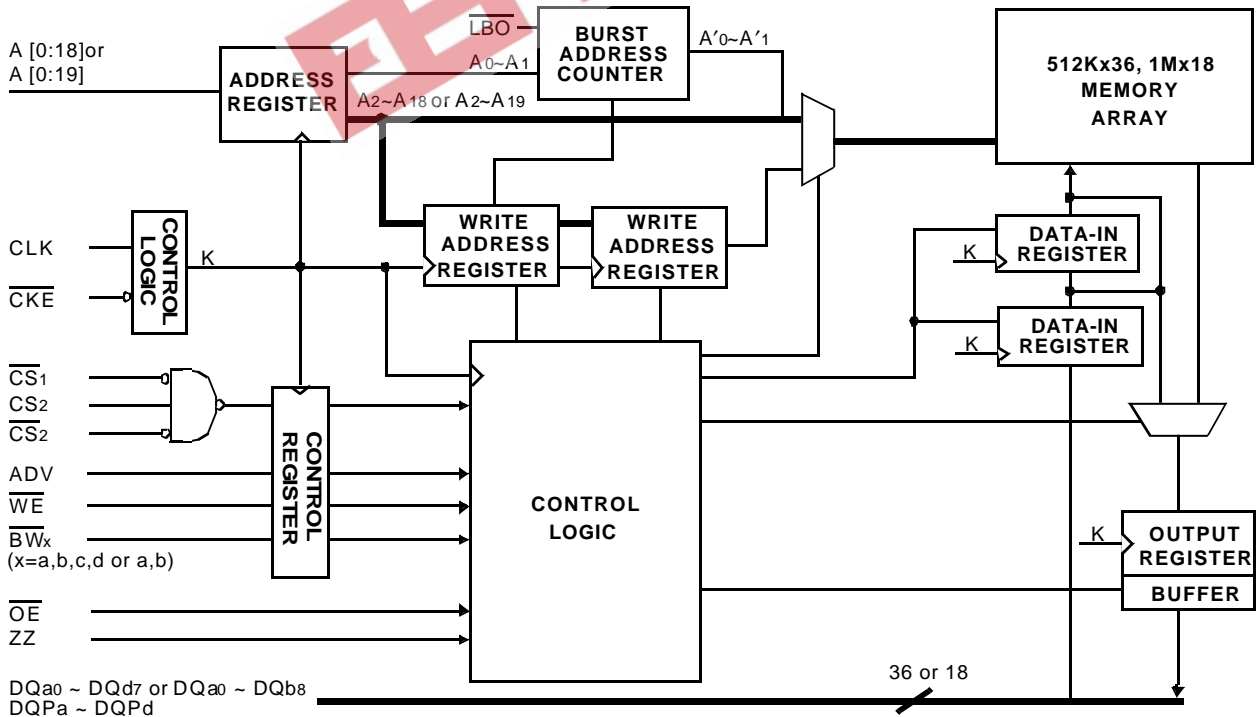 A [0:18]or
A [0:19]
ADDRESS
REGISTER
LBO
A0~A1
A2~A18 or A2~A19
BURST
ADDRESS
COUNTER
A′0~A′1
512Kx36, 1Mx18
MEMORY
ARRAY
CLK
CKE
CONTROL
LOGIC
K
WRITE
ADDRESS
REGISTER
WRITE
ADDRESS
REGISTER
DATA-IN
REGISTER
K
DATA-IN
REGISTER
K
CS1
CS2
CS2
ADV
WE
BWx
(x=a,b,c,d or a,b)
OE
ZZ
CONTROL
REGISTER
CONTROL
LOGIC
K
OUTPUT
REGISTER
BUFFER
36 or 18
DQa0 ~ DQd7 or DQa0 ~ DQb8
DQPa ~ DQPd